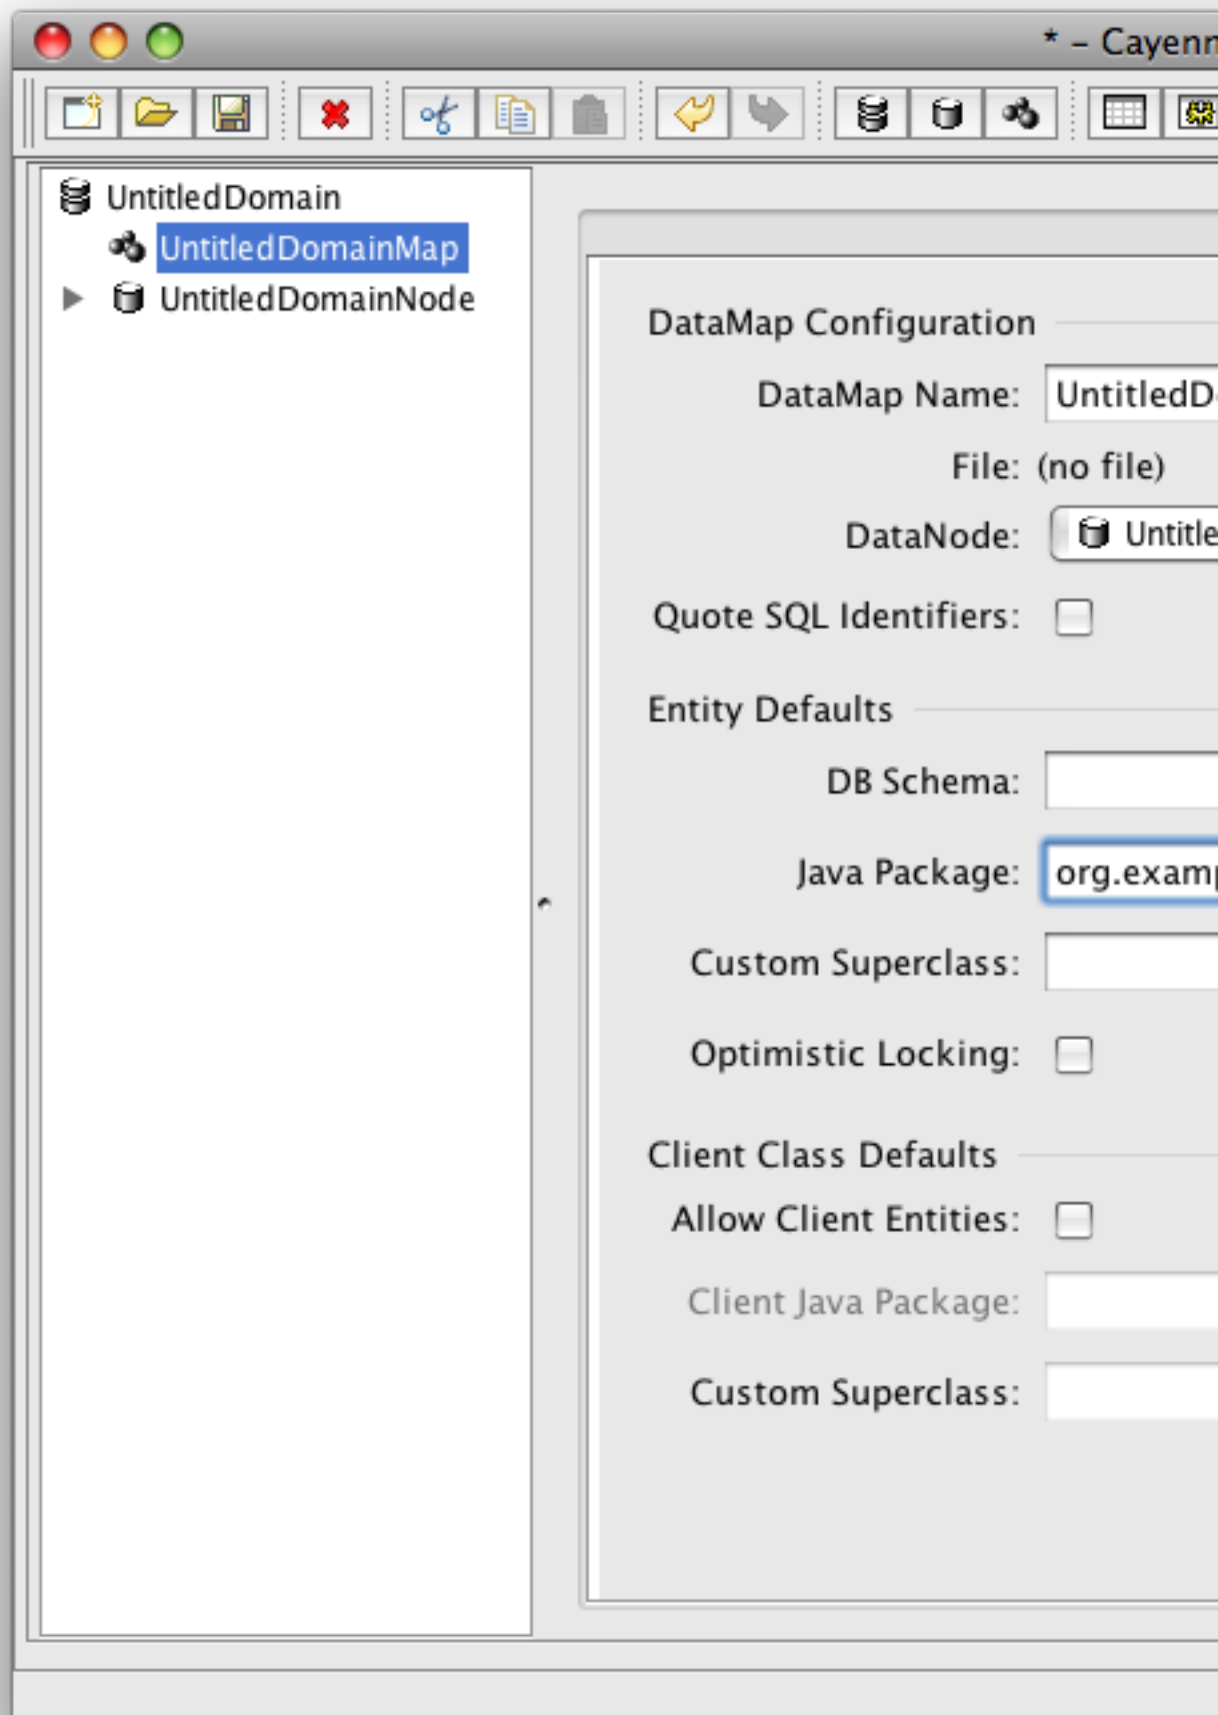 * – Cayenn
UntitledDomain
UntitledDomainMap
UntitledDomainNode
DataMap Configuration
DataMap Name: UntitledD
File: (no file)
DataNode: Untitle
Quote SQL Identifiers:
Entity Defaults
DB Schema:
Java Package: org.examp
Custom Superclass:
Optimistic Locking:
Client Class Defaults
Allow Client Entities:
Client Java Package:
Custom Superclass: